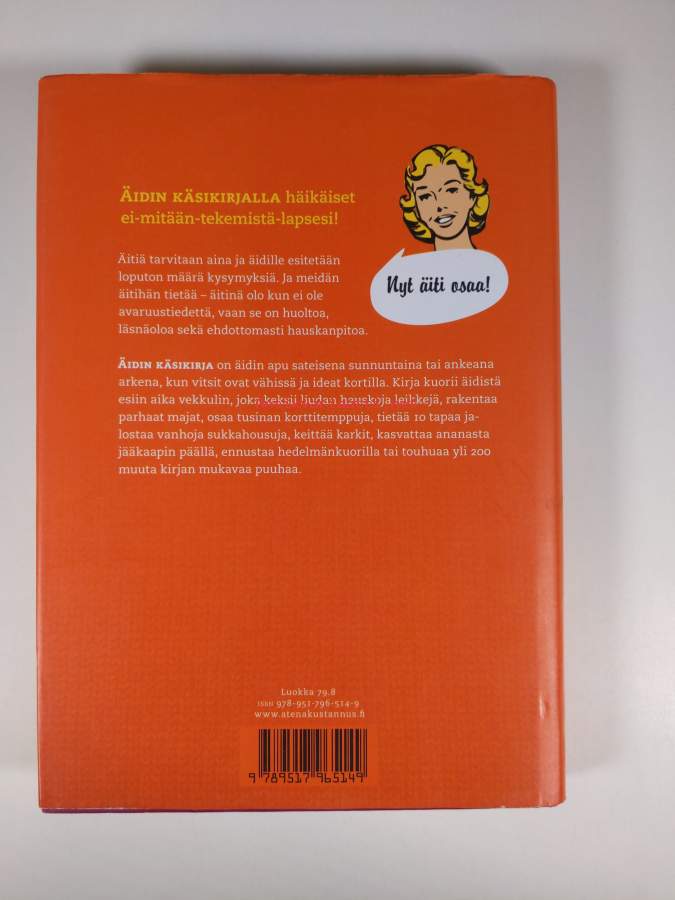 ÄIDIN KÄSIKIRJALLA häikäiset
ei-mitään-tekemistä-lapsesi!
Nyt äiti osaa!
Äitiä tarvitaan aina ja äidille esitetään
loputon määrä kysymyksiä. Ja meidän
äitihän tietää – äitinä olo kun ei ole
avaruustiedettä, vaan se on huoltoa,
läsnäoloa sekä ehdottomasti hauskanpitoa.
ÄIDIN KÄSIKIRJA on äidin apu sateisena sunnuntaina tai ankeana
arkena, kun vitsit ovat vähissä ja ideat kortilla. Kirja kuorii äidistä
esiin aika vekkulin, joka keksii hurjan hauskoja leikkejä, rakentaa
parhaat majat, osaa tusinan korttitemppuja, tietää 10 tapaa ja-
lostaa vanhoja sukkahousuja, keittää karkit, kasvattaa ananasta
jääkaapin päällä, ennustaa hedelmänkuorilla tai touhuaa yli 200
muuta kirjan mukavaa puuhaa.
Luokka 79.8
ISBN 978-951-796-514-9
www.atenakustannus.fi
9 789517 965149